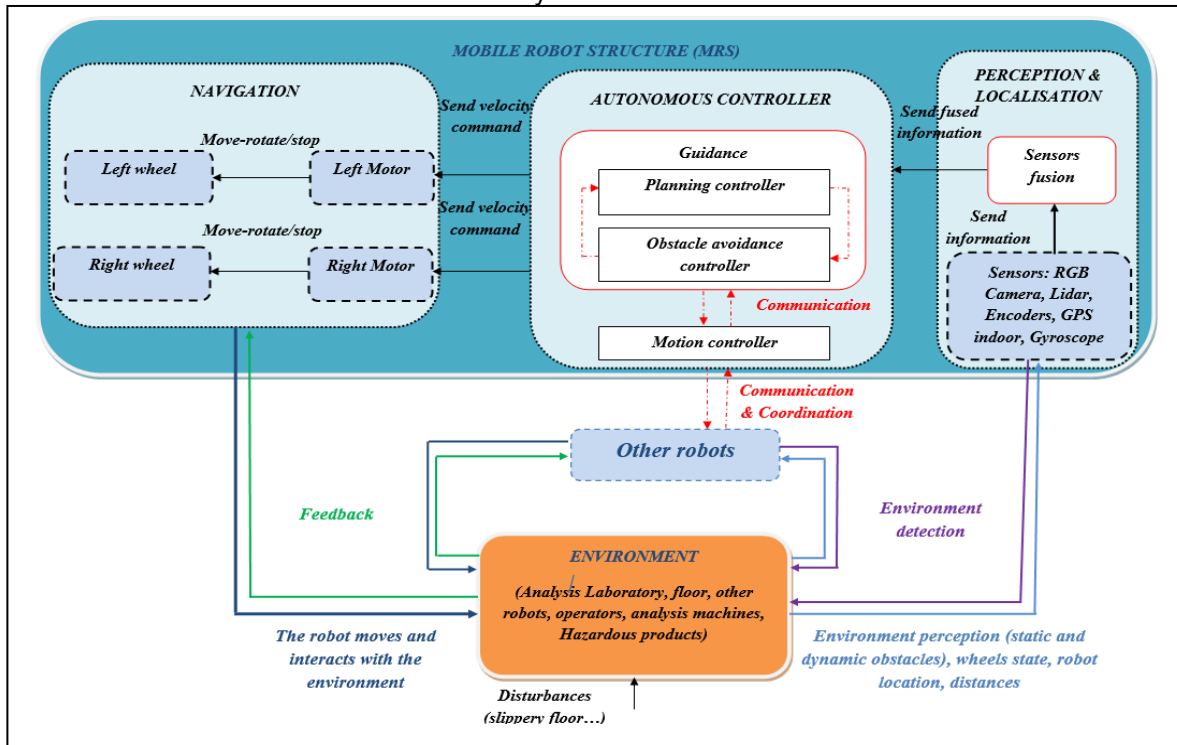 MOBILE ROBOT STRUCTURE (MRS)
NAVIGATION
Move-rotate/stop
Left wheel
Left Motor
Move-rotate/stop
Right wheel
Right Motor
Send velocity
command
Send velocity
command
AUTONOMOUS CONTROLLER
Guidance
Planning controller
Obstacle avoidance
controller
Communication
Motion controller
PERCEPTION &
LOCALISATION
Send fused
information
Sensors
fusion
Send
information
Sensors: RGB
Camera, Lidar,
Encoders, GPS
indoor, Gyroscope
Communication
& Coordination
Other robots
Feedback
Environment
detection
ENVIRONMENT
(Analysis Laboratory, floor, other
robots, operators, analysis machines,
Hazardous products)
The robot moves and
interacts with the
environment
Environment perception (static and
dynamic obstacles), wheels state, robot
location, distances
Disturbances
(slippery floor…)